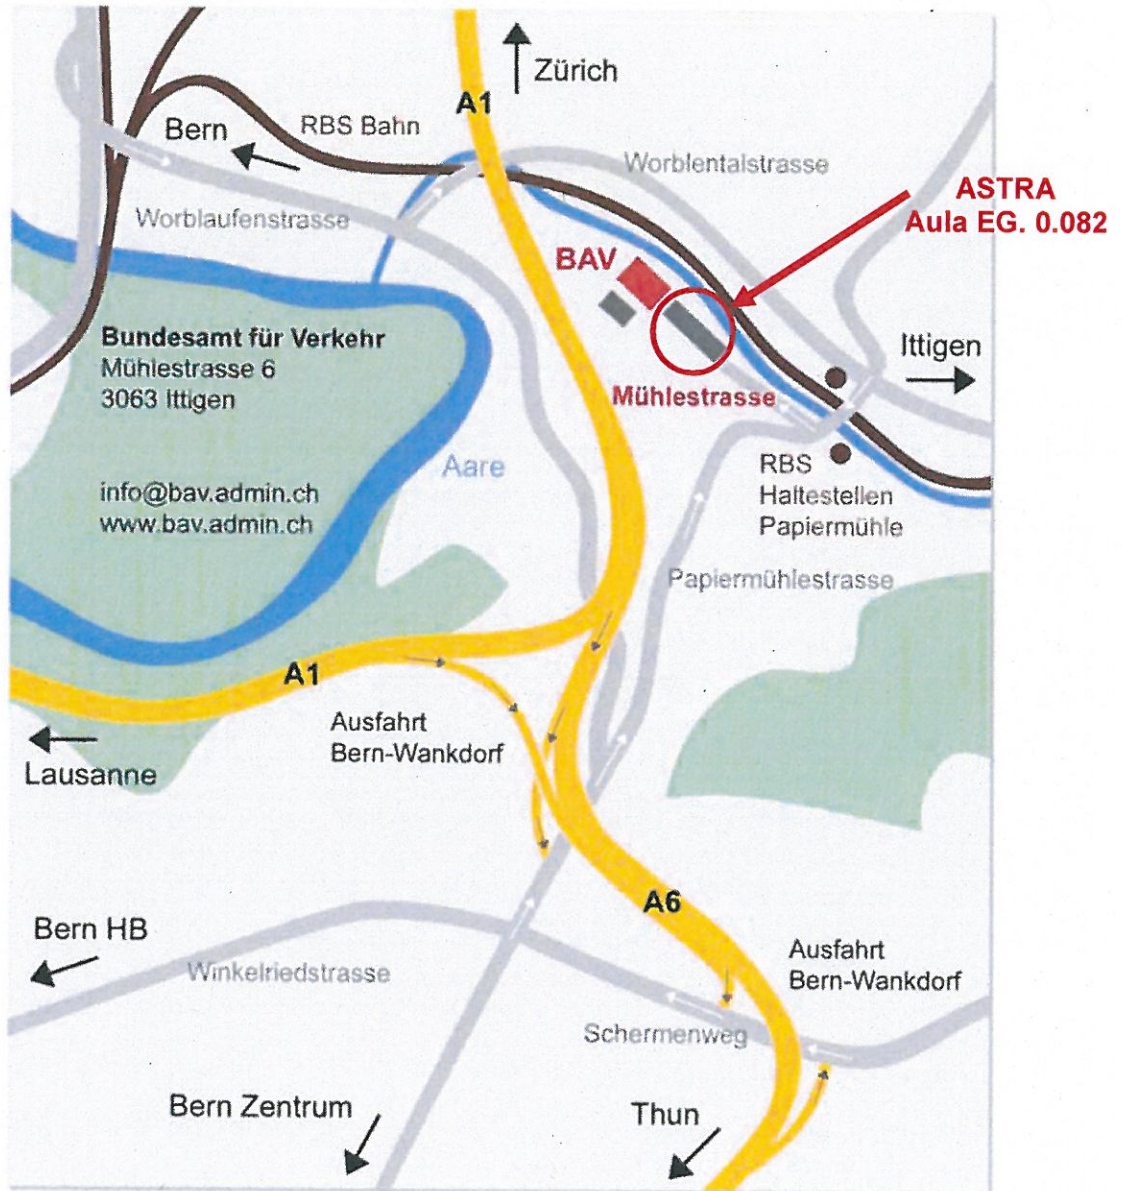 Zürich
A1
Bern
RBS Bahn
Worblentalstrasse
ASTRA
Aula EG. 0.082
Worblaufenstrasse
BAV
Bundesamt für Verkehr
Mühlestrasse 6
3063 Ittigen
Ittigen
Mühlestrasse
Aare
info@bav.admin.ch
www.bav.admin.ch
RBS
Haltestellen
Papiermühle
Papiermühlestrasse
A1
Ausfahrt
Bern-Wankdorf
Lausanne
A6
Bern HB
Winkelriedstrasse
Ausfahrt
Bern-Wankdorf
Schermenweg
Bern Zentrum
Thun